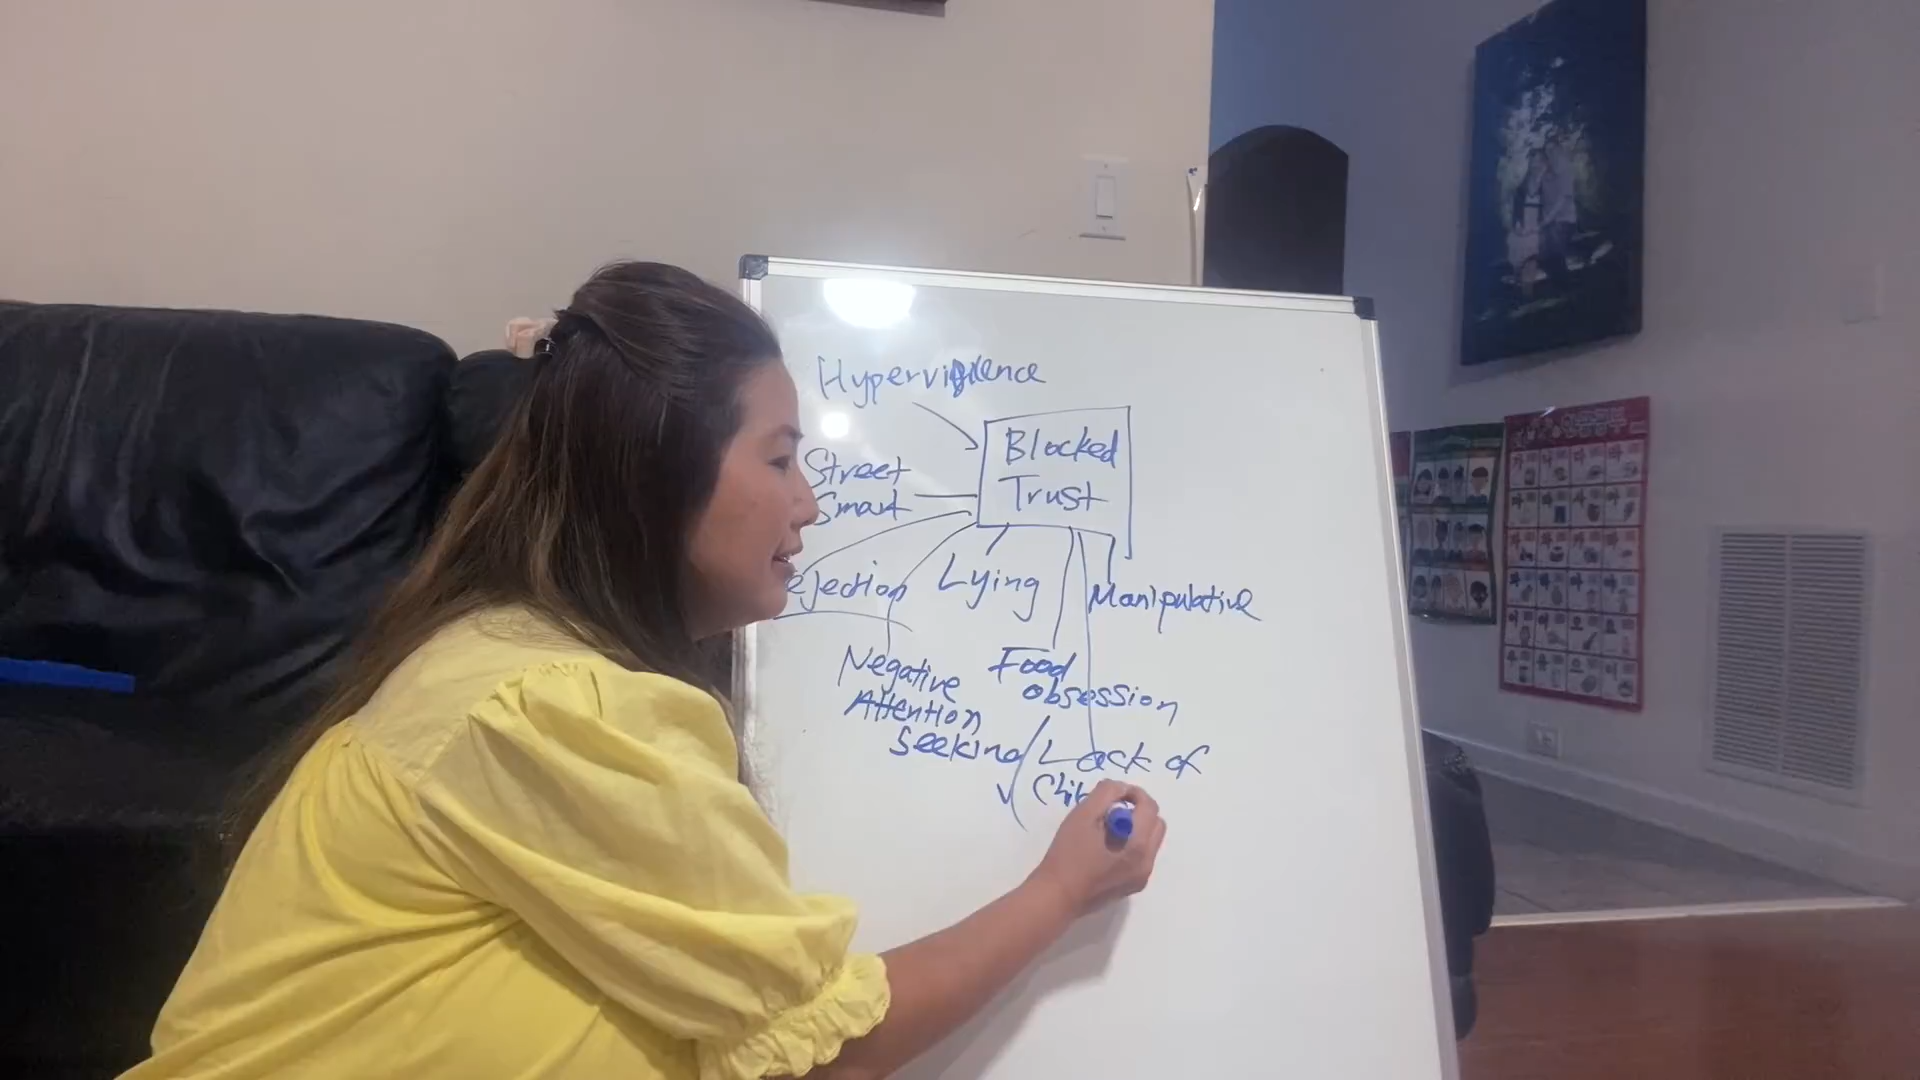 Hypervigilence
Blocked
Trust
Street
Smart
ejection
Lying
Manipulative
Negative
Attention
Seeking
Food
obsession
Lack of